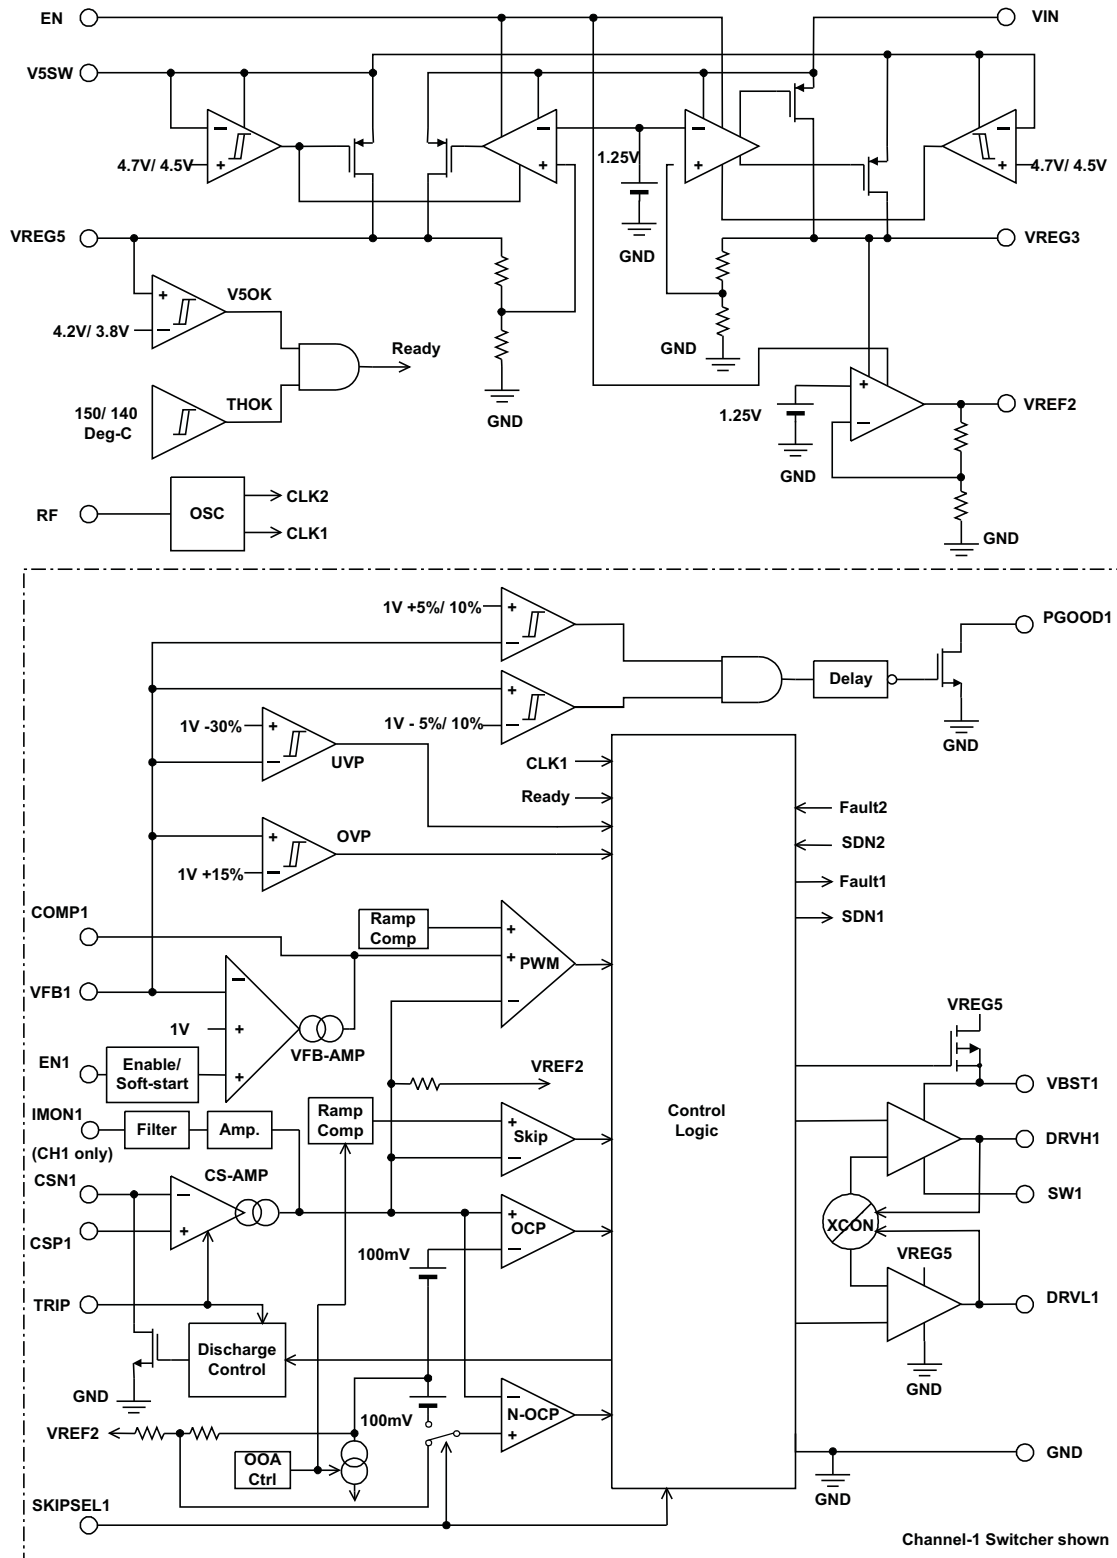 EN
VIN
V5SW
4.7V/ 4.5V
1.25V
4.7V/ 4.5V
VREG5
VREG3
GND
V5OK
4.2V/ 3.8V
Ready
GND
THOK
150/ 140
Deg-C
GND
1.25V
VREF2
GND
RF
OSC
CLK2
CLK1
GND
1V +5%/ 10%
PGOOD1
Delay
1V -30%
1V - 5%/ 10%
UVP
GND
CLK1
Ready
Fault2
OVP
SDN2
1V +15%
Fault1
SDN1
COMP1
Ramp
Comp
PWM
VFB1
1V
VFB-AMP
VREG5
EN1
Enable/
Soft-start
VREF2
VBST1
IMON1
(CH1 only)
Filter
Amp.
Ramp
Comp
Skip
Control
Logic
DRVH1
CS-AMP
CSN1
SW1
CSP1
OCP
XCON
100mV
VREG5
TRIP
DRVL1
Discharge
Control
GND
GND
100mV
N-OCP
VREF2
OOA
Ctrl
GND
GND
SKIPSEL1
Channel-1 Switcher shown